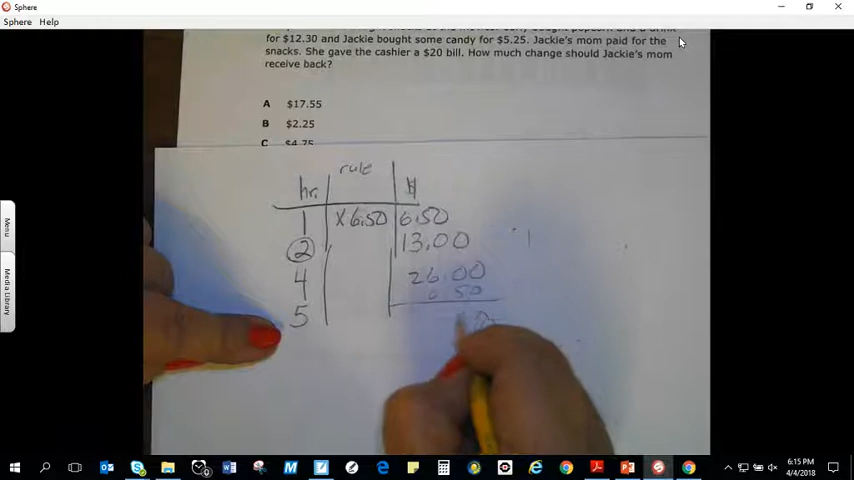 Sphere
Sphere Help
for $12.30 and Jackie bought some candy for $5.25. Jackie's mom paid for the
snacks. She gave the cashier a $20 bill. How much change should Jackie's mom
receive back?
A $17.55
B $2.25
C $4.75
rule
hr. $
1 x 6.50 6.50
2 13.00
4 26.00
6 50
5
Menu
Media Library
6:15 PM
4/4/2018